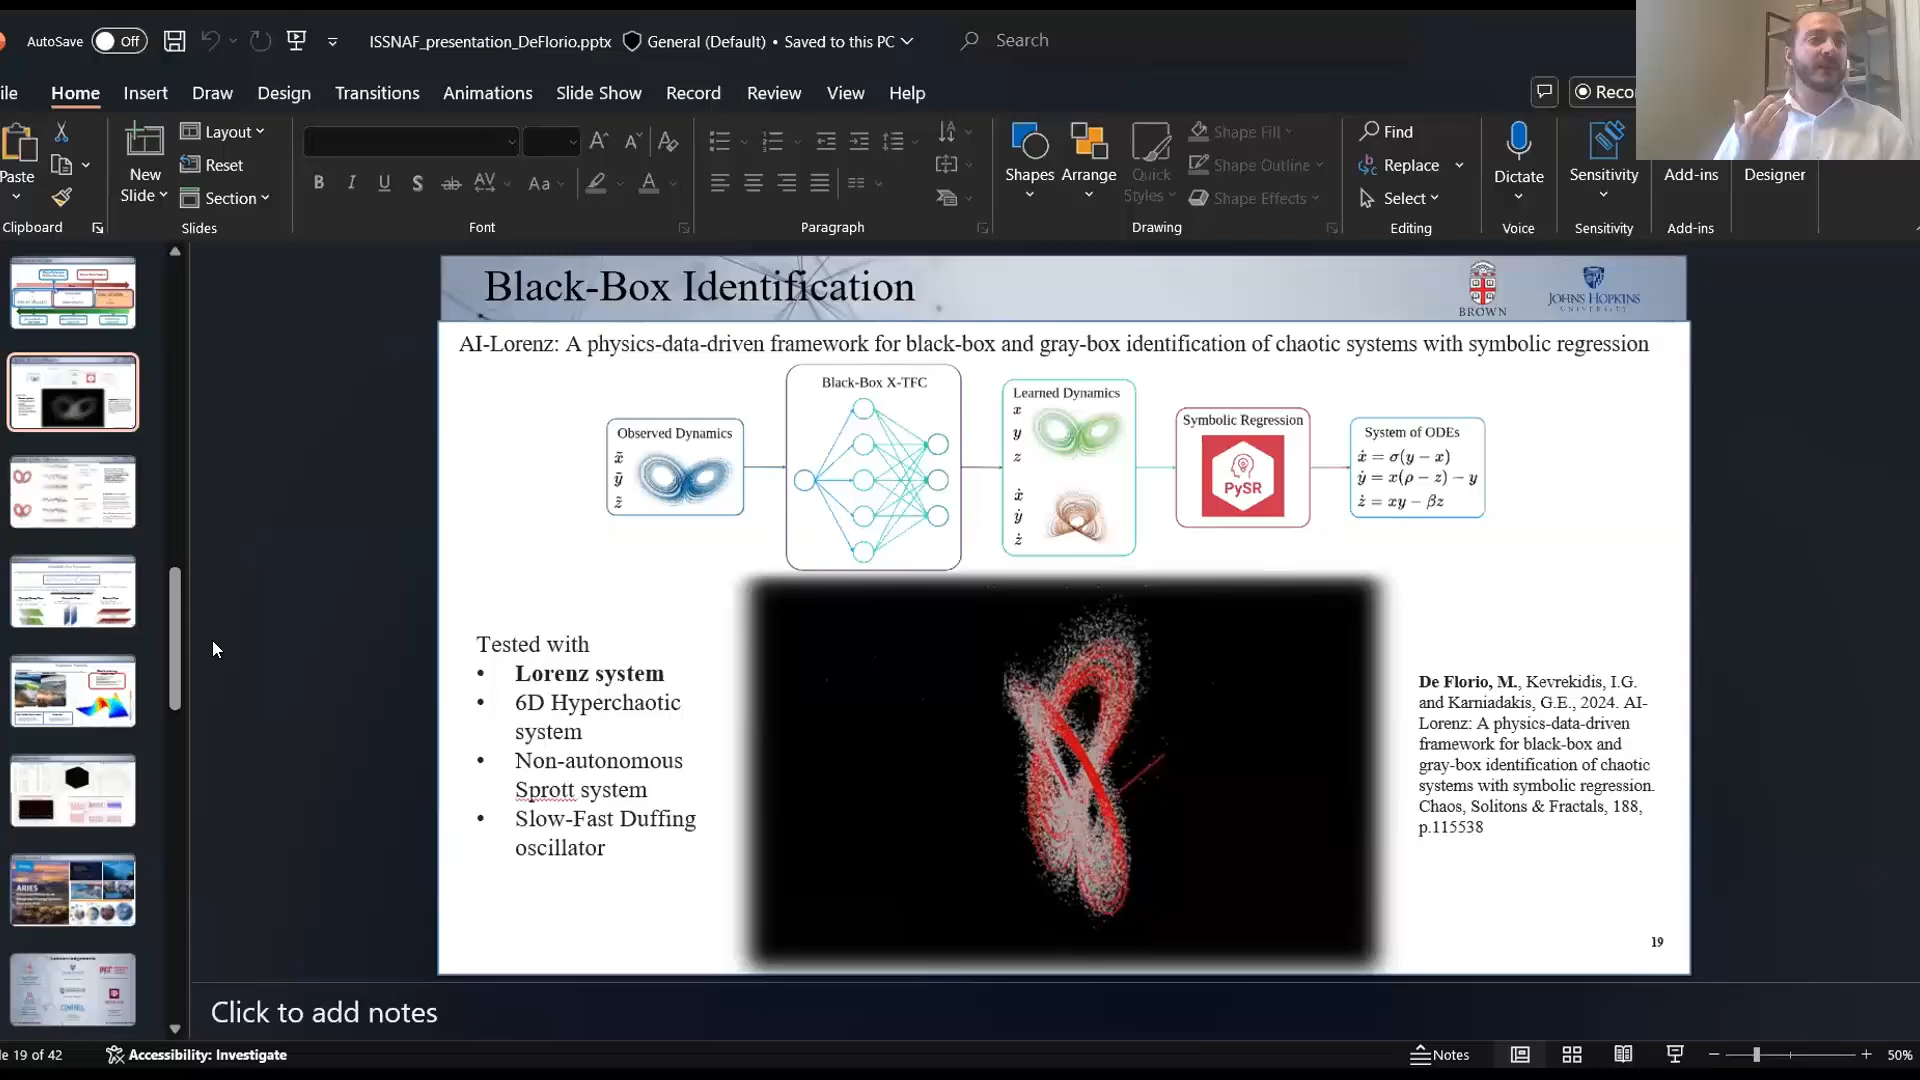 AutoSave Off ISSNAF_presentation_DeFlorio.pptx General (Default) • Saved to this PC Search
ile Home Insert Draw Design Transitions Animations Slide Show Record Review View Help Reco
Paste New Slide Layout Reset Section
Aa
Shapes Arrange Quick Styles Shape Fill Shape Outline Shape Effects
Find Replace Select
Dictate Sensitivity Add-ins Designer
Clipboard Slides Font Paragraph Drawing Editing Voice Sensitivity Add-ins
Black-Box Identification
BROWN
JOHNS HOPKINS
UNIVERSITY
AI-Lorenz: A physics-data-driven framework for black-box and gray-box identification of chaotic systems with symbolic regression
Observed Dynamics
x̃
ỹ
z̃
Black-Box X-TFC
Learned Dynamics
x
y
z
ẋ
ẏ
ż
Symbolic Regression
PySR
System of ODEs
ẋ = σ(y − x)
ẏ = x(ρ − z) − y
ż = xy − βz
Tested with
• Lorenz system
• 6D Hyperchaotic
system
• Non-autonomous
Sprott system
• Slow-Fast Duffing
oscillator
De Florio, M., Kevrekidis, I.G.
and Karniadakis, G.E., 2024. AI-
Lorenz: A physics-data-driven
framework for black-box and
gray-box identification of chaotic
systems with symbolic regression.
Chaos, Solitons & Fractals, 188,
p.115538
19
ARIES
Click to add notes
le 19 of 42 Accessibility: Investigate Notes 50%